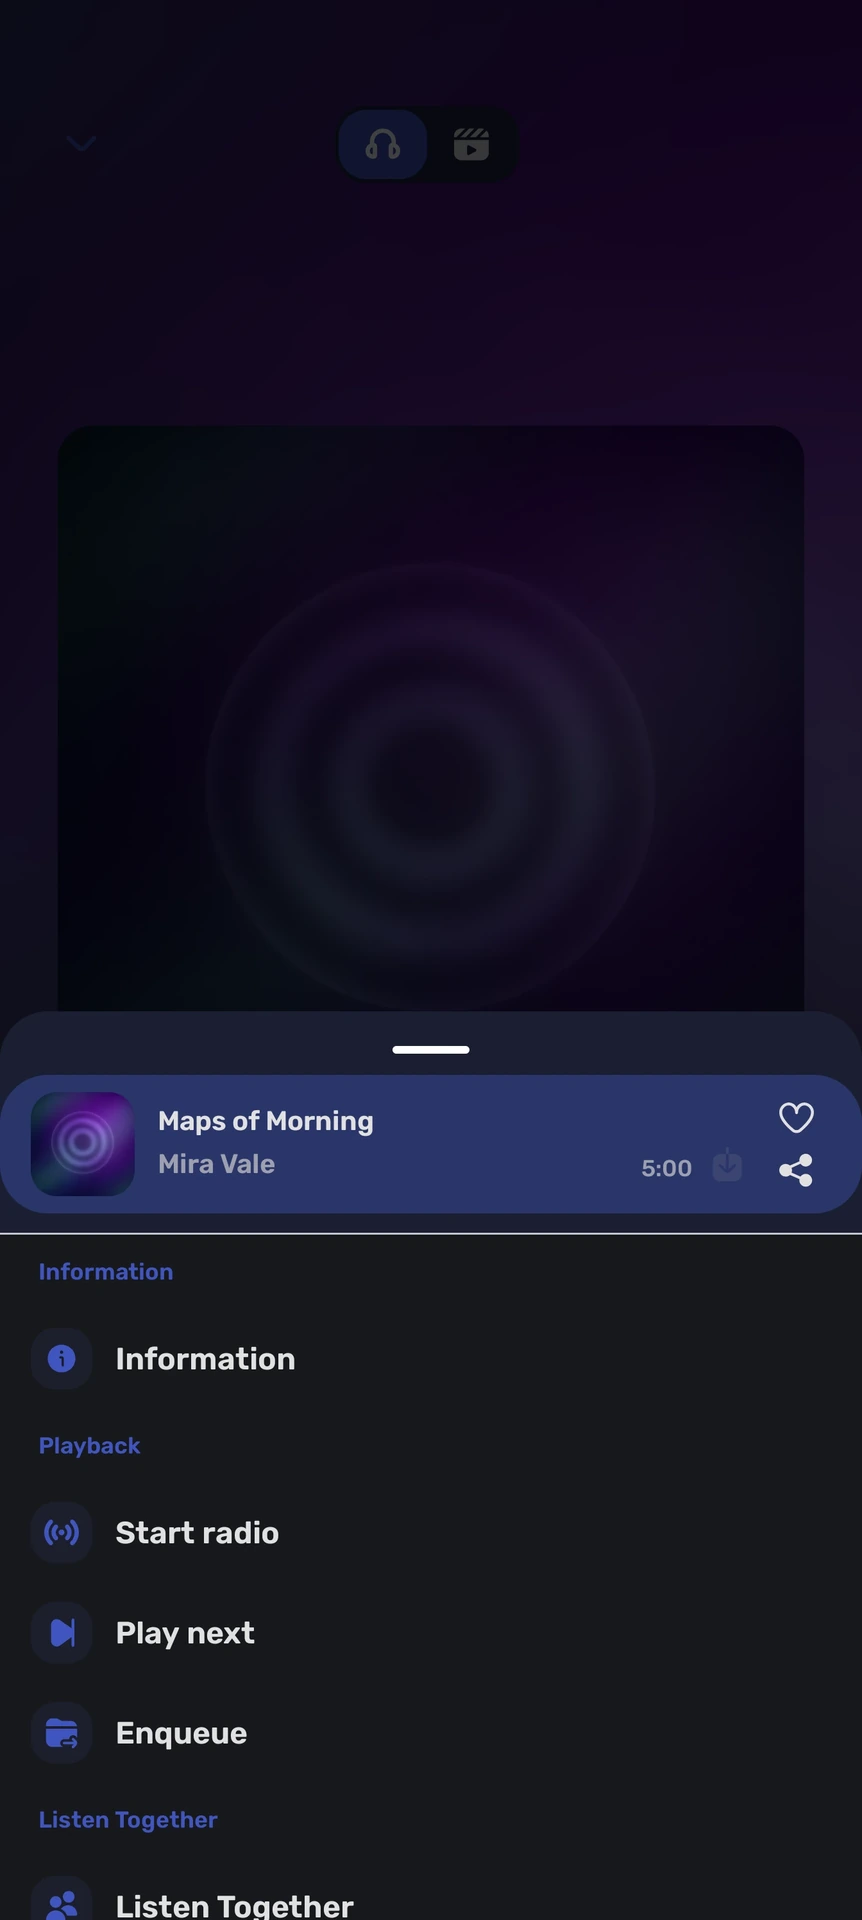 Maps of Morning
Mira Vale
5:00
Information
Information
Playback
Start radio
Play next
Enqueue
Listen Together
Listen Together